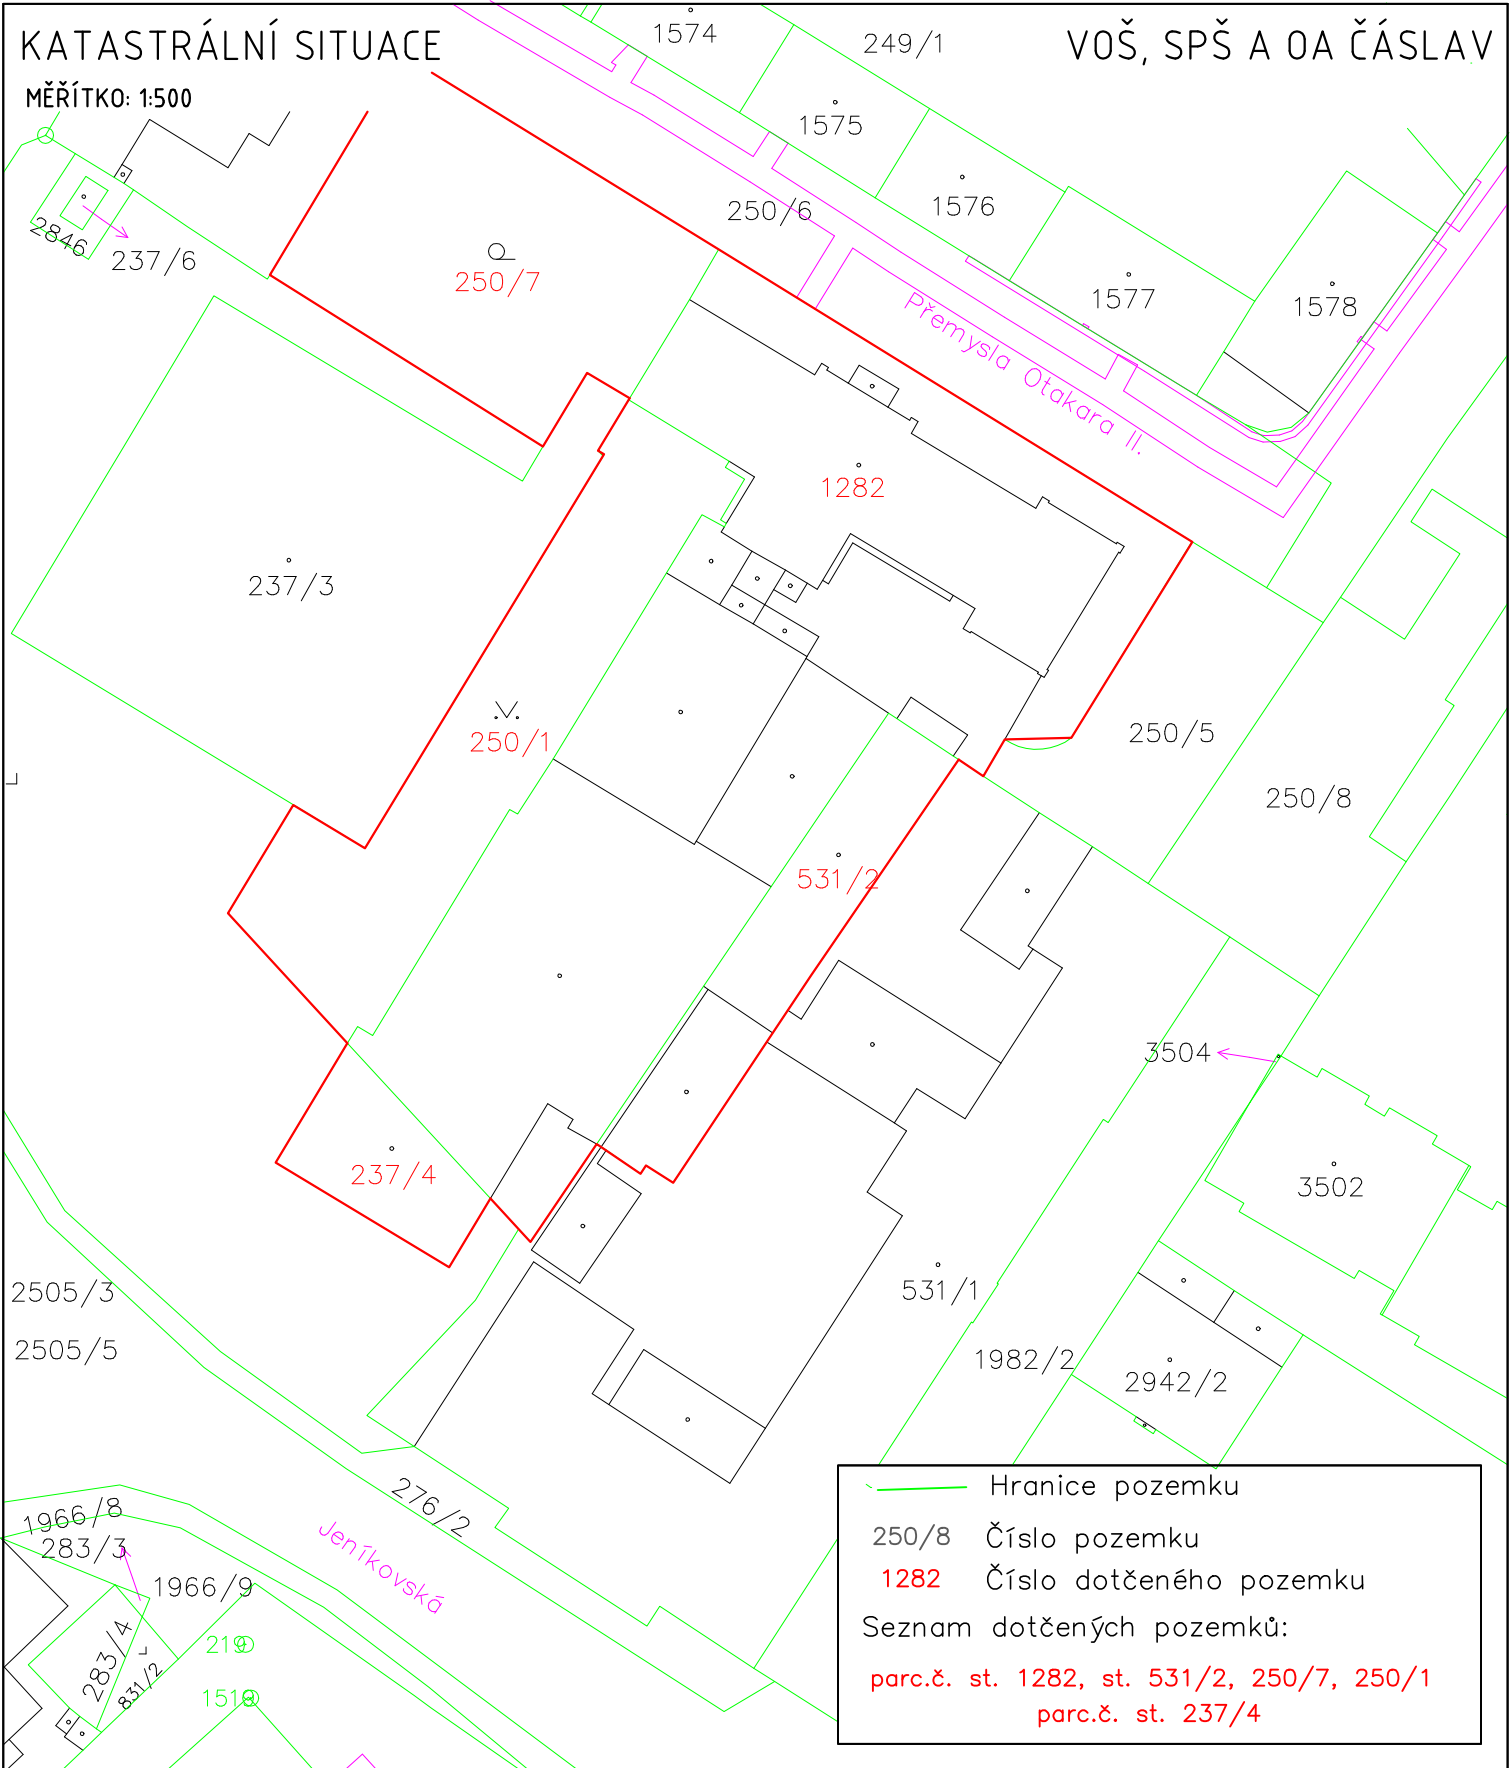 KATASTRÁLNÍ SITUACE
VOŠ, SPŠ A OA ČÁSLAV
MĚŘÍTKO: 1:500
1574
249/1
1575
1576
250/6
2846
237/6
250/7
1577
1578
Přemysla Otakara II.
1282
237/3
250/1
250/5
250/8
531/2
3504
237/4
3502
531/1
2505/3
2505/5
1982/2
2942/2
276/2
Jeníkovská
1966/8
283/3
1966/9
283/4
831/2
219
1518
Hranice pozemku
250/8 Číslo pozemku
1282 Číslo dotčeného pozemku
Seznam dotčených pozemků:
parc.č. st. 1282, st. 531/2, 250/7, 250/1
parc.č. st. 237/4